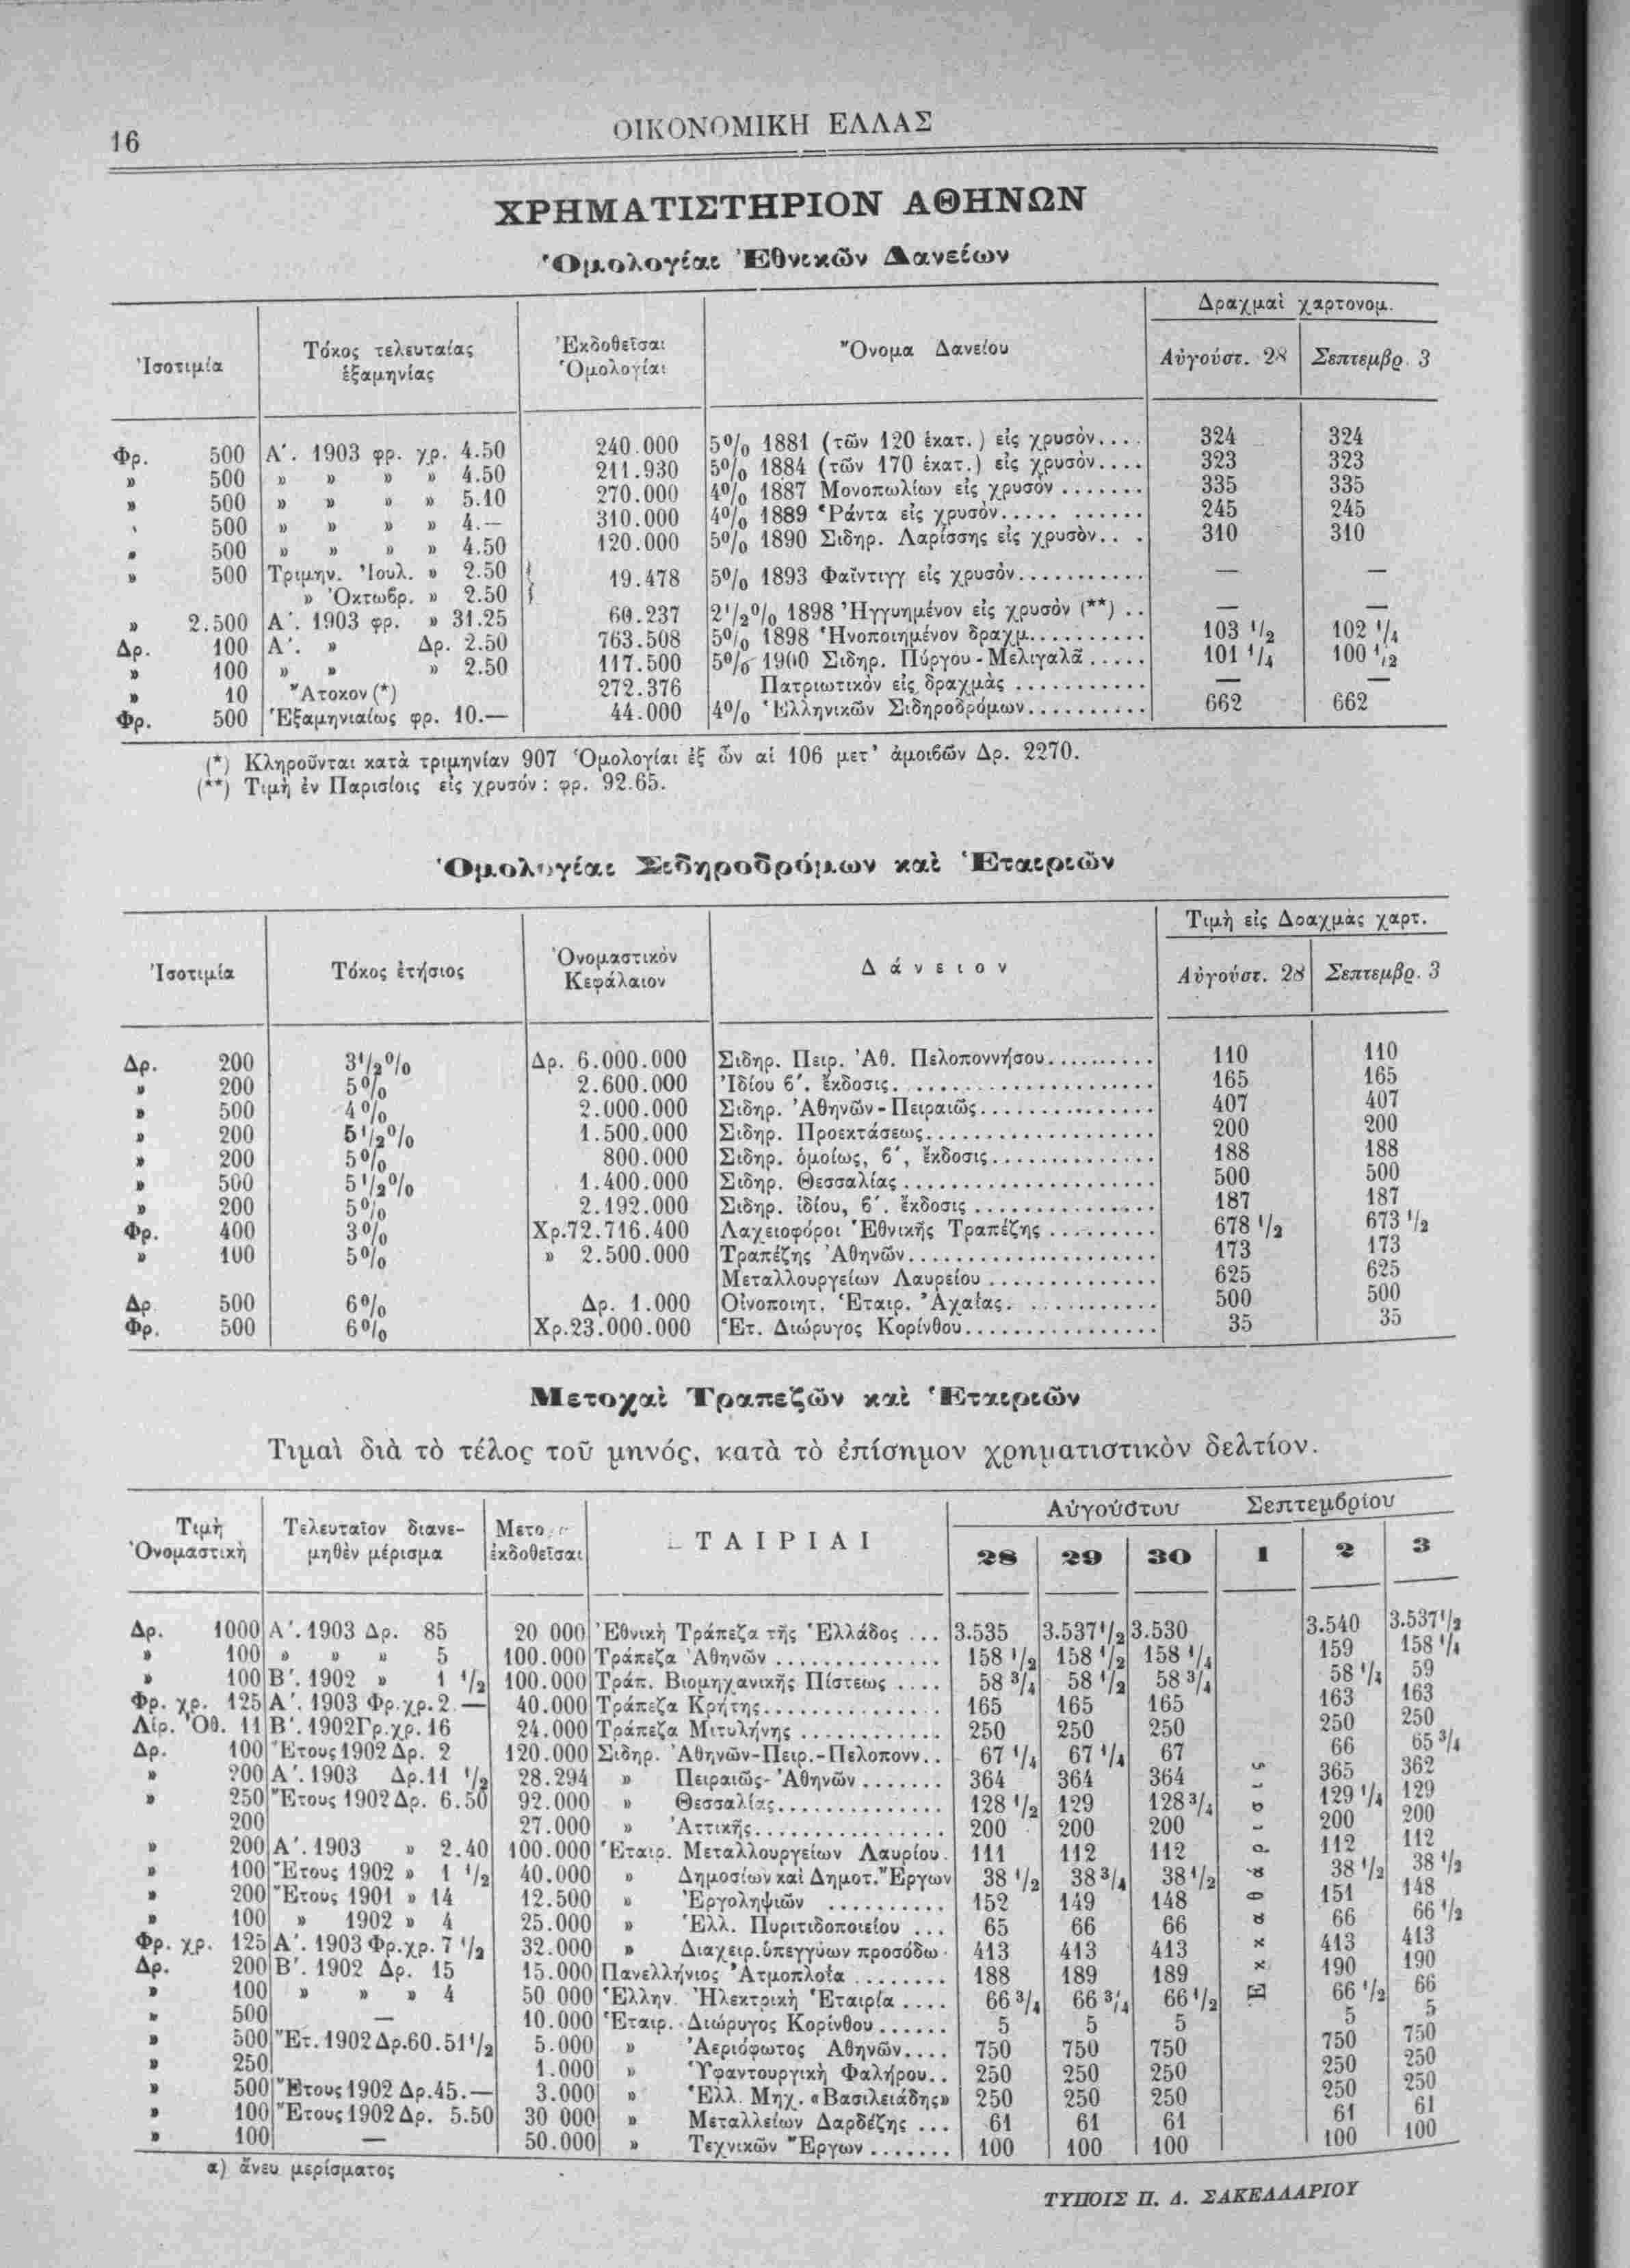 16
ΟΙΚΟΝΟΜΙΚΗ ΕΛΛΑΣ
ΧΡΗΜΑΤΙΣΤΗΡΙΟΝ ΑΘΗΝΩΝ
Ὁμολογίαι Ἐθνικῶν Δανείων
Ἰσοτιμία | Τόκος τελευταίας ἑξαμηνίας | Ἐκδοθεῖσαι Ὁμολογίαι | Ὄνομα Δανείου | Δραχμαὶ χαρτονομ.
Αὐγούστ. 28 | Σεπτεμβρ. 3
Φρ. 500 | Α΄. 1903 φρ. χρ. 4.50 | 240.000 | 5% 1881 (τῶν 120 ἑκατ.) εἰς χρυσόν.... | 324 | 324
» 500 | » » » » 4.50 | 211.930 | 5% 1884 (τῶν 170 ἑκατ.) εἰς χρυσόν.... | 323 | 323
» 500 | » » » » 5.10 | 270.000 | 4% 1887 Μονοπωλίων εἰς χρυσόν ....... | 335 | 335
» 500 | » » » » 4.— | 310.000 | 4% 1889 Ῥάντα εἰς χρυσὸν..... ...... | 245 | 245
» 500 | » » » » 4.50 | 120.000 | 5% 1890 Σιδηρ. Λαρίσσης εἰς χρυσὸν.. . | 310 | 310
» 500 | Τριμην. Ἰουλ. » 2.50 | 19.478 | 5% 1893 Φαϊντιγγ εἰς χρυσόν........... | — | —
» Ὀκτωβρ. » 2.50
» 2.500 | Α΄. 1903 φρ. » 31.25 | 60.237 | 2 1/2% 1898 Ἠγγυημένον εἰς χρυσὸν (**) .. | — | —
Δρ. 100 | Α΄. » Δρ. 2.50 | 763.508 | 5% 1898 Ἡνοποιημένον δραχμ.......... | 103 1/2 | 102 1/4
» 100 | » » » 2.50 | 117.500 | 5% 1900 Σιδηρ. Πύργου-Μελιγαλᾶ ..... | 101 1/4 | 100 1/2
» 10 | Ἄτοκον (*) | 272.376 | Πατριωτικὸν εἰς δραχμὰς ........... | — | —
Φρ. 500 | Ἑξαμηνιαίως φρ. 10.— | 44.000 | 4% Ἑλληνικῶν Σιδηροδρόμων.......... | 662 | 662
(*) Κληροῦνται κατὰ τριμηνίαν 907 Ὁμολογίαι ἐξ ὧν αἱ 106 μετ' ἀμοιβῶν Δρ. 2270.
(**) Τιμὴ ἐν Παρισίοις εἰς χρυσόν : φρ. 92.65.
Ὁμολογίαι Σιδηροδρόμων καὶ Ἑταιριῶν
Ἰσοτιμία | Τόκος ἐτήσιος | Ὀνομαστικὸν Κεφάλαιον | Δάνειον | Τιμὴ εἰς Δραχμὰς χαρτ.
Αὐγούστ. 28 | Σεπτεμβρ. 3
Δρ. 200 | 3 1/2% | Δρ. 6.000.000 | Σιδηρ. Πειρ. Ἀθ. Πελοποννήσου.......... | 110 | 110
» 200 | 5% | 2.600.000 | Ἰδίου β΄. ἔκδοσις. ................ | 165 | 165
» 500 | 4% | 2.000.000 | Σιδηρ. Ἀθηνῶν-Πειραιῶς............... | 407 | 407
» 200 | 5 1/2% | 1.500.000 | Σιδηρ. Προεκτάσεως................... | 200 | 200
» 200 | 5% | 800.000 | Σιδηρ. ὁμοίως, β΄, ἔκδοσις.............. | 188 | 188
» 500 | 5 1/2% | 1.400.000 | Σιδηρ. Θεσσαλίας...................... | 500 | 500
» 200 | 5% | 2.192.000 | Σιδηρ. ἰδίου, β΄. ἔκδοσις ............... | 187 | 187
Φρ. 400 | 3% | Χρ.72.716.400 | Λαχειοφόροι Ἐθνικῆς Τραπέζης ......... | 678 1/2 | 673 1/2
» 100 | 5% | » 2.500.000 | Τραπέζης Ἀθηνῶν..................... | 173 | 173
Μεταλλουργείων Λαυρείου .............. | 625 | 625
Δρ. 500 | 6% | Δρ. 1.000 | Οἰνοποιητ. Ἑταιρ. Ἀχαΐας. ........... | 500 | 500
Φρ. 500 | 6% | Χρ.23.000.000 | Ἑτ. Διώρυγος Κορίνθου................ | 35 | 35
Μετοχαὶ Τραπεζῶν καὶ Ἑταιριῶν
Τιμαὶ διὰ τὸ τέλος τοῦ μηνός, κατὰ τὸ ἐπίσημον χρηματιστικὸν δελτίον.
Τιμὴ Ὀνομαστικὴ | Τελευταῖον διανεμηθὲν μέρισμα | ἐκδοθεῖσαι | ΤΑΙΡΙΑΙ | Αὐγούστου | Σεπτεμβρίου
28 | 29 | 30 | 1 | 2 | 3
Δρ. 1000 | Α΄. 1903 Δρ. 85 | 20 000 | Ἐθνικὴ Τράπεζα τῆς Ἑλλάδος ... | 3.535 | 3.537 1/2 | 3.530 | 3.540 | 3.537 1/2
» 100 | » » » 5 | 100.000 | Τράπεζα Ἀθηνῶν .............. | 158 1/2 | 158 1/2 | 158 1/4 | 159 | 158 1/4
» 100 | Β΄. 1902 » 1 1/2 | 100.000 | Τράπ. Βιομηχανικῆς Πίστεως .... | 58 3/4 | 58 1/2 | 58 3/4 | 58 1/4 | 59
Φρ. χρ. 125 | Α΄. 1903 Φρ.χρ.2.— | 40.000 | Τράπεζα Κρήτης............... | 165 | 165 | 165 | 163 | 163
Λίρ. Ὀθ. 11 | Β΄. 1902 Γρ.χρ. 16 | 24.000 | Τράπεζα Μιτυλήνης ............ | 250 | 250 | 250 | 250 | 250
Δρ. 100 | Ἔτους 1902 Δρ. 2 | 120.000 | Σιδηρ. Ἀθηνῶν-Πειρ.-Πελοπονν.. | 67 1/4 | 67 1/4 | 67 | 66 | 65 3/4
» 200 | Α΄. 1903 Δρ.11 1/2 | 28.294 | » Πειραιῶς-Ἀθηνῶν ....... | 364 | 364 | 364 | 365 | 362
» 250 | Ἔτους 1902 Δρ. 6.50 | 92.000 | » Θεσσαλίας.............. | 128 1/2 | 129 | 128 3/4 | 129 1/4 | 129
200 | 27.000 | » Ἀττικῆς................ | 200 | 200 | 200 | 200 | 200
» 200 | Α΄. 1903 » 2.40 | 100.000 | Ἑταιρ. Μεταλλουργείων Λαυρίου. | 111 | 112 | 112 | 112 | 112
» 100 | Ἔτους 1902 » 1 1/2 | 40.000 | » Δημοσίων καὶ Δημοτ. Ἔργων | 38 1/2 | 38 3/4 | 38 1/2 | 38 1/2 | 38 1/2
» 200 | Ἔτους 1901 » 14 | 12.500 | » Ἐργοληψιῶν .......... | 152 | 149 | 148 | 151 | 148
» 100 | » 1902 » 4 | 25.000 | » Ἑλλ. Πυριτιδοποιείου ... | 65 | 66 | 66 | 66 | 66 1/2
Φρ. χρ. 125 | Α΄. 1903 Φρ.χρ. 7 1/2 | 32.000 | » Διαχειρ. ὑπεγγύων προσόδω. | 413 | 413 | 413 | 413 | 413
Δρ. 200 | Β΄. 1902 Δρ. 15 | 15.000 | Πανελλήνιος Ἀτμοπλοΐα ........ | 188 | 189 | 189 | 190 | 190
» 100 | » » » 4 | 50 000 | Ἑλλην. Ἠλεκτρικὴ Ἑταιρία .... | 66 3/4 | 66 3/4 | 66 1/2 | 66 1/2 | 66
» 500 | — | 10.000 | Ἑταιρ. Διώρυγος Κορίνθου ...... | 5 | 5 | 5 | 5 | 5
» 500 | Ἔτ. 1902 Δρ.60.51 1/2 | 5.000 | » Ἀεριόφωτος Ἀθηνῶν.... | 750 | 750 | 750 | 750 | 750
» 250 | 1.000 | » Ὑφαντουργικὴ Φαλήρου.. | 250 | 250 | 250 | 250 | 250
» 500 | Ἔτους 1902 Δρ.45.— | 3.000 | » Ἑλλ. Μηχ. «Βασιλειάδης» | 250 | 250 | 250 | 250 | 250
» 100 | Ἔτους 1902 Δρ. 5.50 | 30 000 | » Μεταλλείων Δαρδέζης ... | 61 | 61 | 61 | 61 | 61
» 100 | — | 50.000 | » Τεχνικῶν Ἔργων ....... | 100 | 100 | 100 | 100 | 100
Ἐκκαθάρισις
α) ἄνευ μερίσματος
ΤΥΠΟΙΣ Π. Δ. ΣΑΚΕΛΛΑΡΙΟΥ